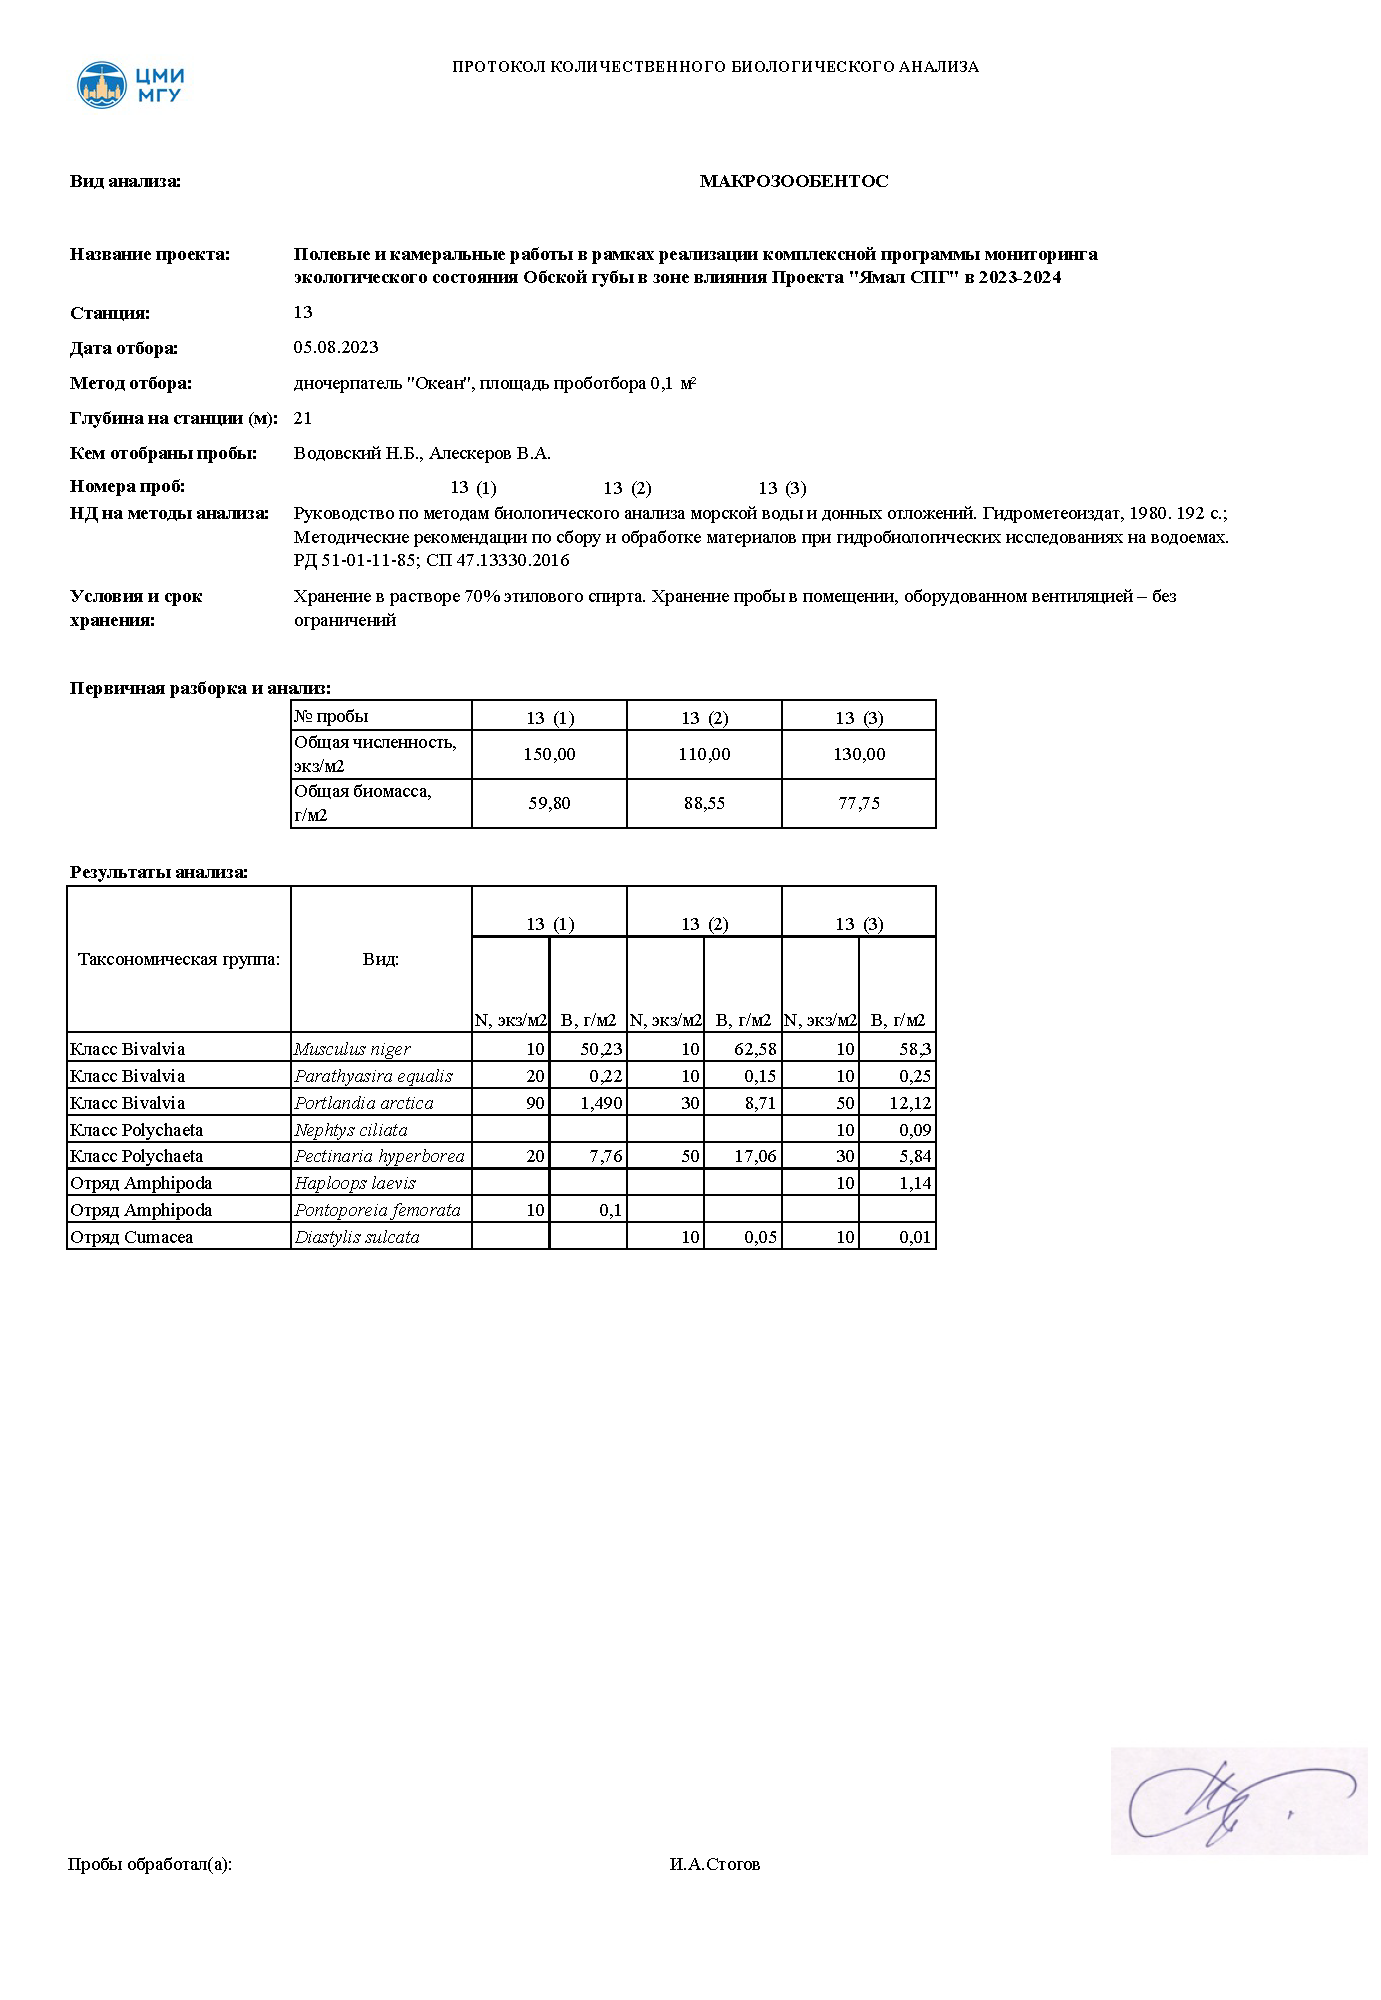 ЦМИ
МГУ
ПРОТОКОЛ КОЛИЧЕСТВЕННОГО БИОЛОГИЧЕСКОГО АНАЛИЗА
Вид анализа: МАКРОЗООБЕНТОС
Название проекта: Полевые и камеральные работы в рамках реализации комплексной программы мониторинга
экологического состояния Обской губы в зоне влияния Проекта "Ямал СПГ" в 2023-2024
Станция: 13
Дата отбора: 05.08.2023
Метод отбора: дночерпатель "Океан", площадь проботбора 0,1 м²
Глубина на станции (м): 21
Кем отобраны пробы: Водовский Н.Б., Алескеров В.А.
Номера проб: 13 (1) 13 (2) 13 (3)
НД на методы анализа: Руководство по методам биологического анализа морской воды и донных отложений. Гидрометеоиздат, 1980. 192 с.;
Методические рекомендации по сбору и обработке материалов при гидробиологических исследованиях на водоемах.
РД 51-01-11-85; СП 47.13330.2016
Условия и срок Хранение в растворе 70% этилового спирта. Хранение пробы в помещении, оборудованном вентиляцией – без
хранения: ограничений
Первичная разборка и анализ:
№ пробы 13 (1) 13 (2) 13 (3)
Общая численность,
экз/м2 150,00 110,00 130,00
Общая биомасса,
г/м2 59,80 88,55 77,75
Результаты анализа:
Таксономическая группа: Вид: 13 (1) 13 (2) 13 (3)
N, экз/м2 B, г/м2 N, экз/м2 B, г/м2 N, экз/м2 B, г/м2
Класс Bivalvia Musculus niger 10 50,23 10 62,58 10 58,3
Класс Bivalvia Parathyasira equalis 20 0,22 10 0,15 10 0,25
Класс Bivalvia Portlandia arctica 90 1,490 30 8,71 50 12,12
Класс Polychaeta Nephtys ciliata 10 0,09
Класс Polychaeta Pectinaria hyperborea 20 7,76 50 17,06 30 5,84
Отряд Amphipoda Haploops laevis 10 1,14
Отряд Amphipoda Pontoporeia femorata 10 0,1
Отряд Cumacea Diastylis sulcata 10 0,05 10 0,01
Пробы обработал(а): И.А.Стогов